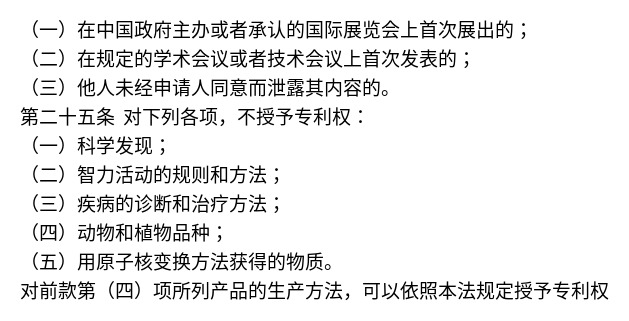 （一）在中国政府主办或者承认的国际展览会上首次展出的；
（二）在规定的学术会议或者技术会议上首次发表的；
（三）他人未经申请人同意而泄露其内容的。
第二十五条 对下列各项，不授予专利权：
（一）科学发现；
（二）智力活动的规则和方法；
（三）疾病的诊断和治疗方法；
（四）动物和植物品种；
（五）用原子核变换方法获得的物质。
对前款第（四）项所列产品的生产方法，可以依照本法规定授予专利权